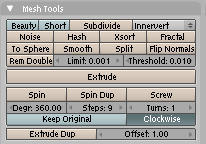 Mesh Tools
Beauty Short Subdivide Innervert
Noise Hash Xsort Fractal
To Sphere Smooth Split Flip Normals
Rem Double Limit: 0.001 Threshold: 0.010
Extrude
Spin Spin Dup Screw
Degr: 360.00 Steps: 9 Turns: 1
Keep Original Clockwise
Extrude Dup Offset: 1.00